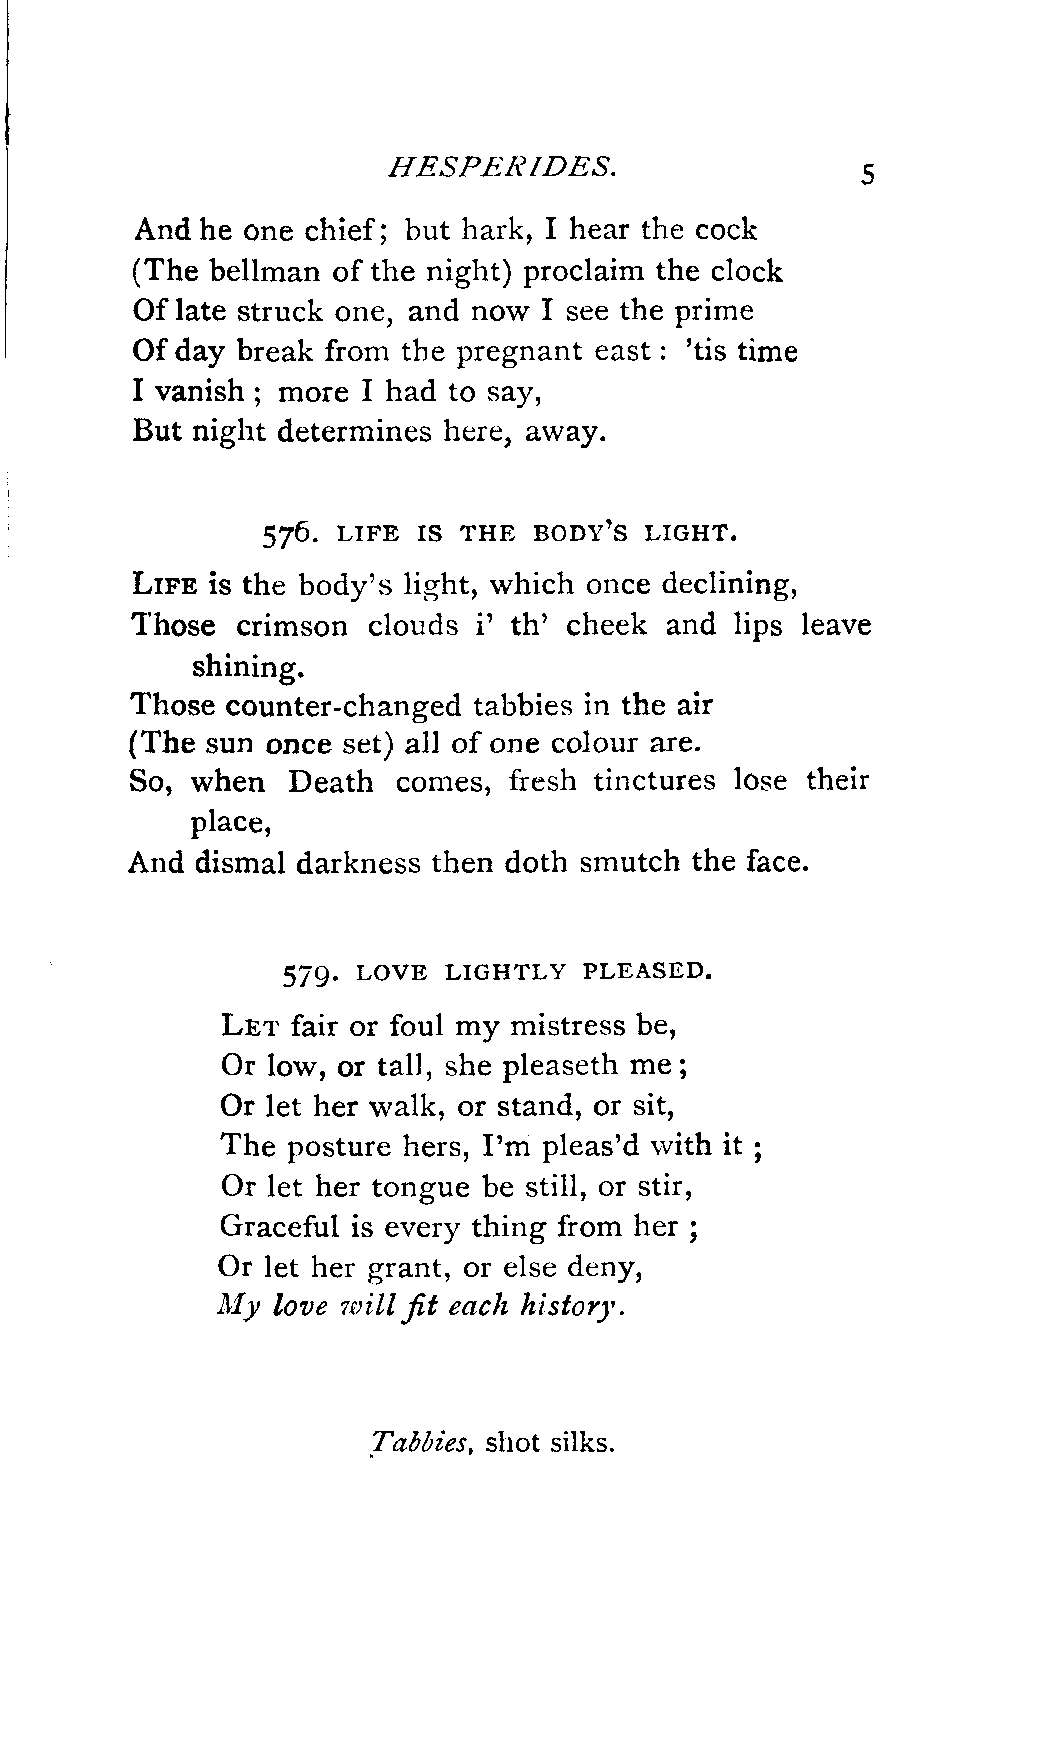 HESPERIDES. 5
And he one chief; but hark, I hear the cock
(The bellman of the night) proclaim the clock
Of late struck one, and now I see the prime
Of day break from the pregnant east: 'tis time
I vanish; more I had to say,
But night determines here, away.
576. LIFE IS THE BODY'S LIGHT.
LIFE is the body's light, which once declining,
Those crimson clouds i' th' cheek and lips leave
shining.
Those counter-changed tabbies in the air
(The sun once set) all of one colour are.
So, when Death comes, fresh tinctures lose their
place,
And dismal darkness then doth smutch the face.
579. LOVE LIGHTLY PLEASED.
LET fair or foul my mistress be,
Or low, or tall, she pleaseth me;
Or let her walk, or stand, or sit,
The posture hers, I'm pleas'd with it;
Or let her tongue be still, or stir,
Graceful is every thing from her;
Or let her grant, or else deny,
My love will fit each history.
Tabbies, shot silks.